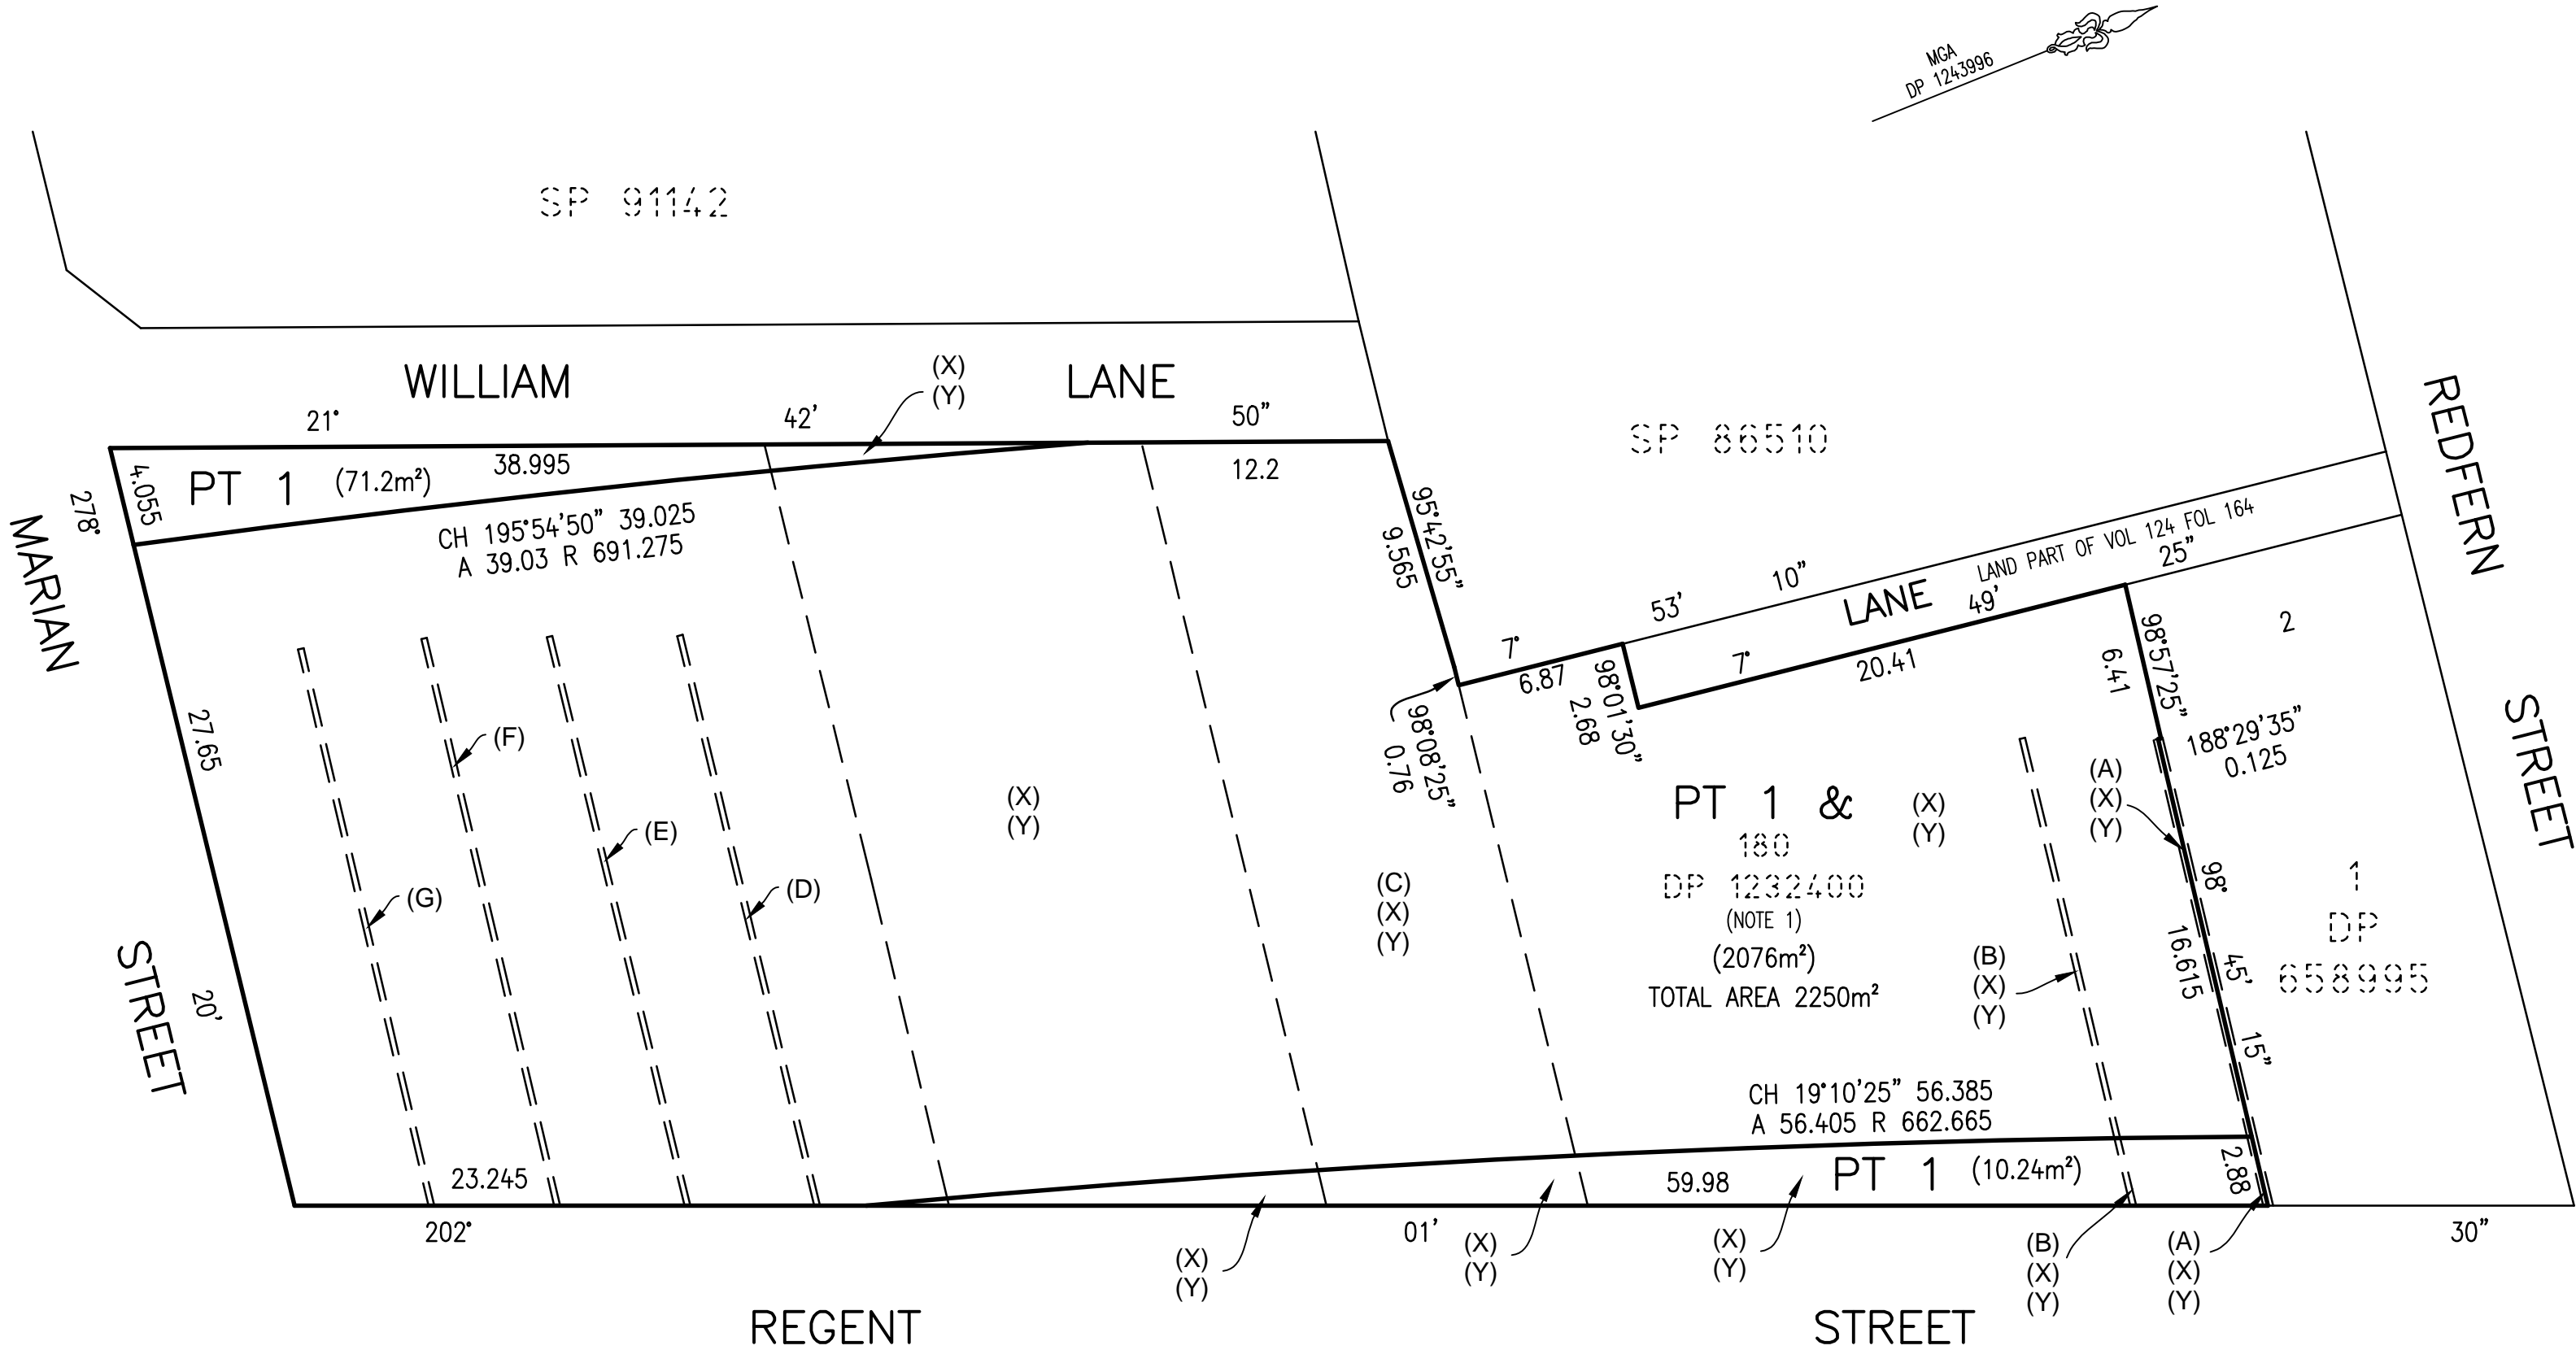 MGA
DP 1243996
SP 91142
WILLIAM LANE
(X)
(Y)
21° 42' 50"
PT 1 (71.2m²)
38.995
12.2
4.055
278°
MARIAN
CH 195°54'50" 39.025
A 39.03 R 691.275
SP 86510
REDFERN
95°42'55"
9.565
LAND PART OF VOL 124 FOL 164
7° 53' 10"
6.87
LANE
7° 49' 25"
20.41
98°01'30"
2.68
98°08'25"
0.76
98°57'25"
6.41
2
188°29'35"
0.125
STREET
27.65
(F)
(E)
(D)
(G)
(X)
(Y)
(C)
(X)
(Y)
PT 1 &
180
DP 1232400
(NOTE 1)
(2076m²)
TOTAL AREA 2250m²
(X)
(Y)
(A)
(X)
(Y)
(B)
(X)
(Y)
98° 45' 15"
16.615
1
DP
658995
STREET
20'
CH 19°10'25" 56.385
A 56.405 R 662.665
23.245
59.98
PT 1 (10.24m²)
2.88
202° 01' 30"
(X)
(Y)
(X)
(Y)
(X)
(Y)
(B)
(X)
(Y)
(A)
(X)
(Y)
REGENT STREET